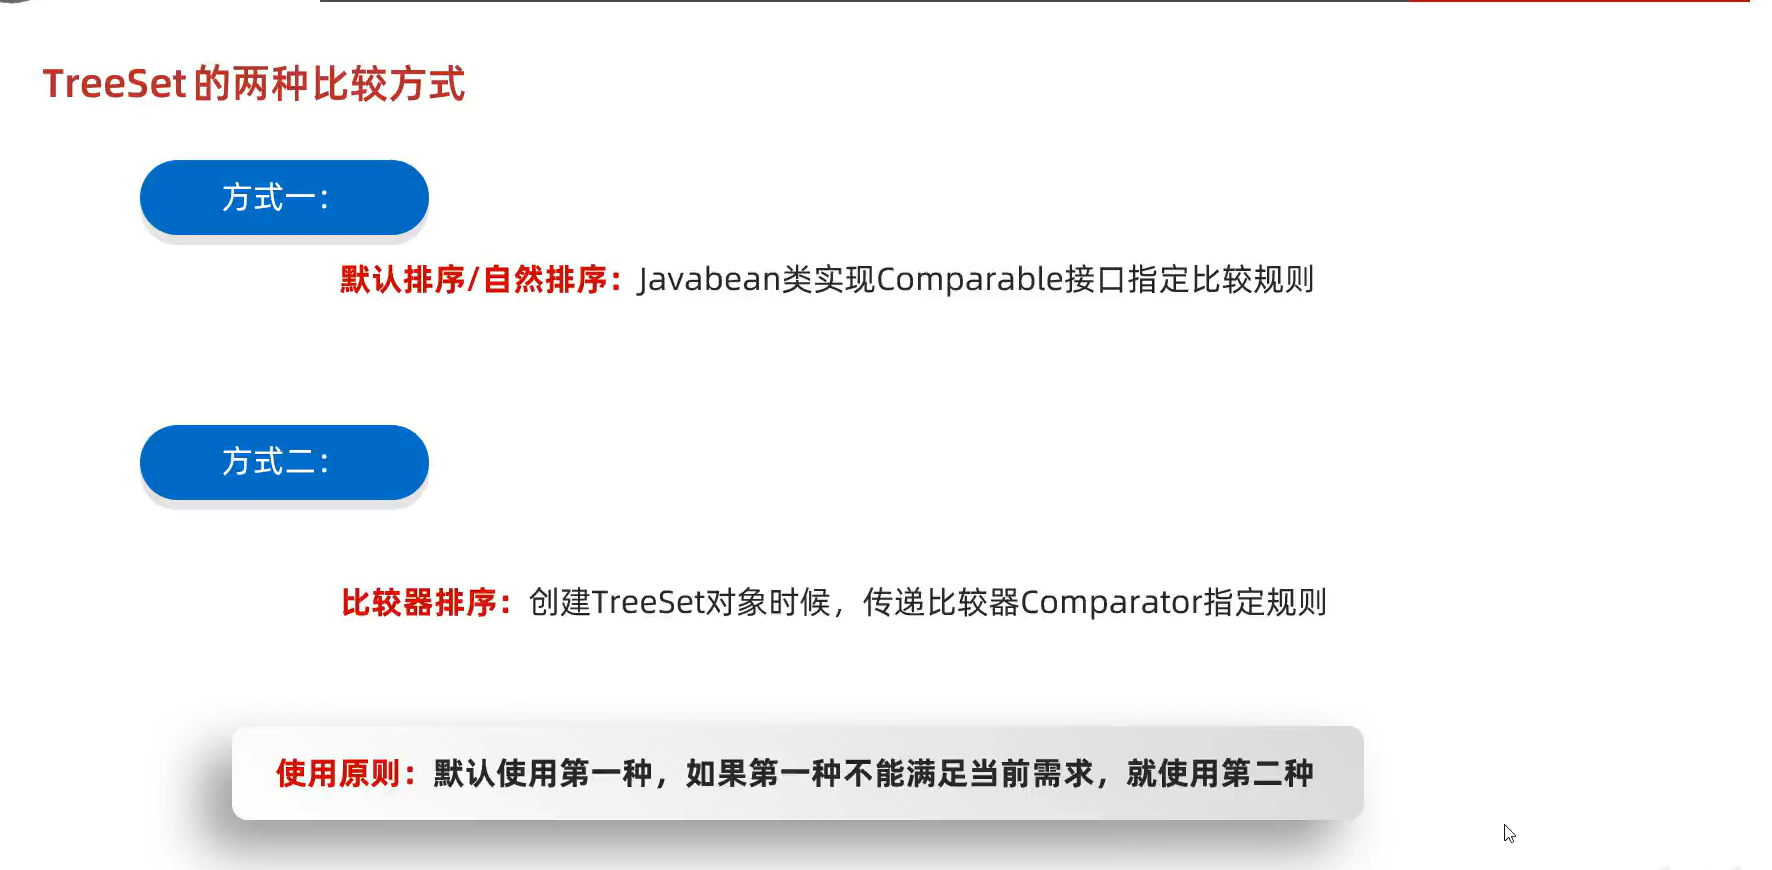 TreeSet的两种比较方式
方式一：
默认排序/自然排序：Javabean类实现Comparable接口指定比较规则
方式二：
比较器排序：创建TreeSet对象时候，传递比较器Comparator指定规则
使用原则：默认使用第一种，如果第一种不能满足当前需求，就使用第二种